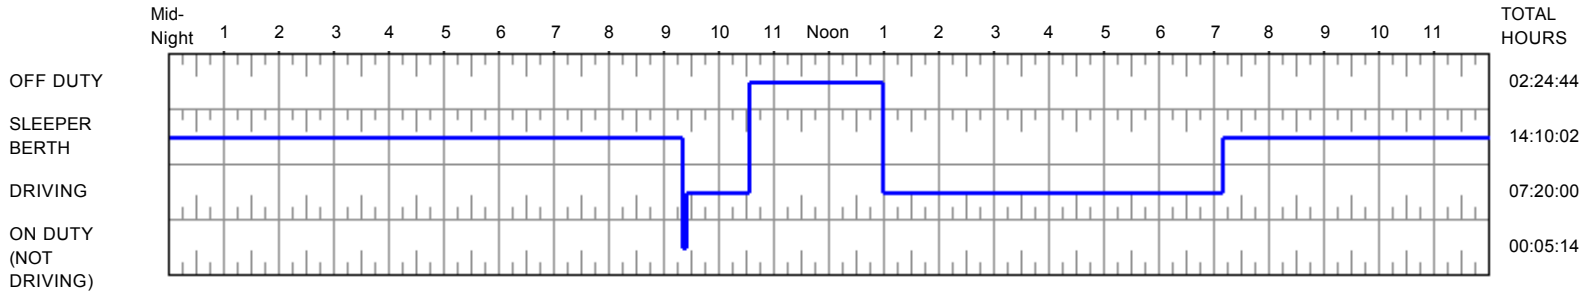 Mid-
Night 1 2 3 4 5 6 7 8 9 10 11 Noon 1 2 3 4 5 6 7 8 9 10 11
TOTAL
HOURS
OFF DUTY 02:24:44
SLEEPER
BERTH
14:10:02
DRIVING 07:20:00
ON DUTY
(NOT
DRIVING)
00:05:14